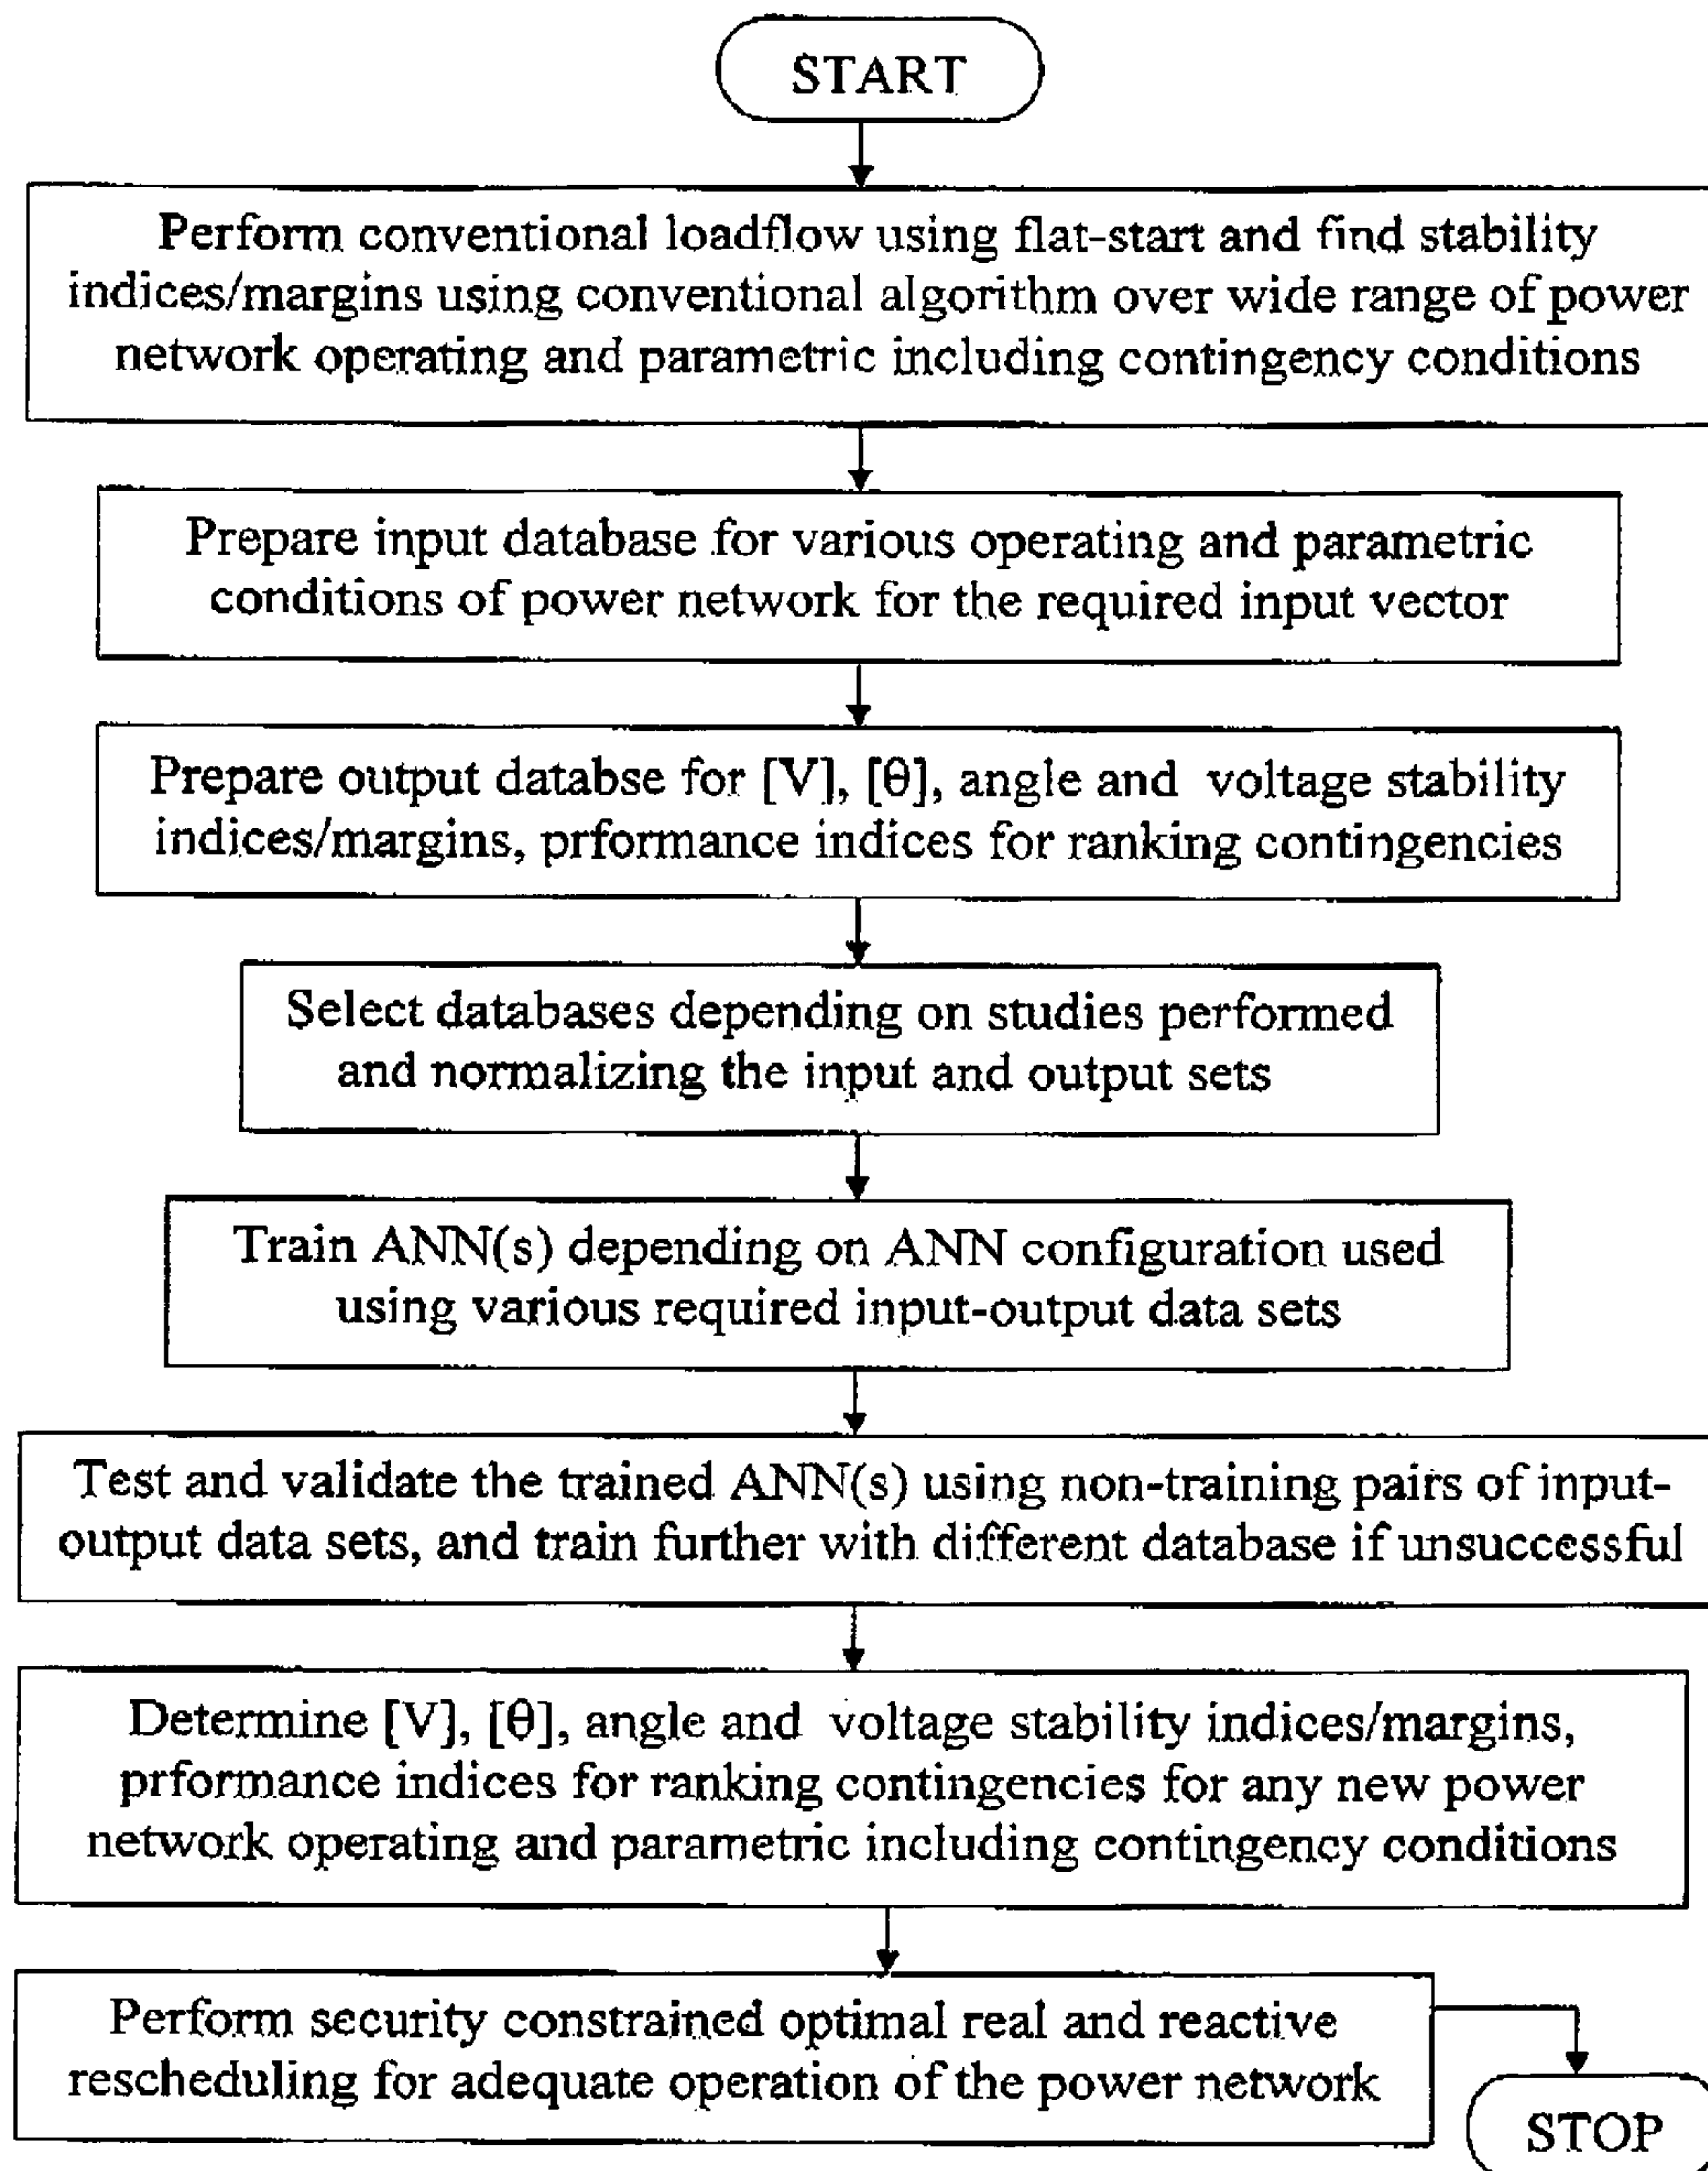 START
Perform conventional loadflow using flat-start and find stability
indices/margins using conventional algorithm over wide range of power
network operating and parametric including contingency conditions
Prepare input database for various operating and parametric
conditions of power network for the required input vector
Prepare output databse for [V], [θ], angle and voltage stability
indices/margins, prformance indices for ranking contingencies
Select databases depending on studies performed
and normalizing the input and output sets
Train ANN(s) depending on ANN configuration used
using various required input-output data sets
Test and validate the trained ANN(s) using non-training pairs of input-
output data sets, and train further with different database if unsuccessful
Determine [V], [θ], angle and voltage stability indices/margins,
prformance indices for ranking contingencies for any new power
network operating and parametric including contingency conditions
Perform security constrained optimal real and reactive
rescheduling for adequate operation of the power network
STOP